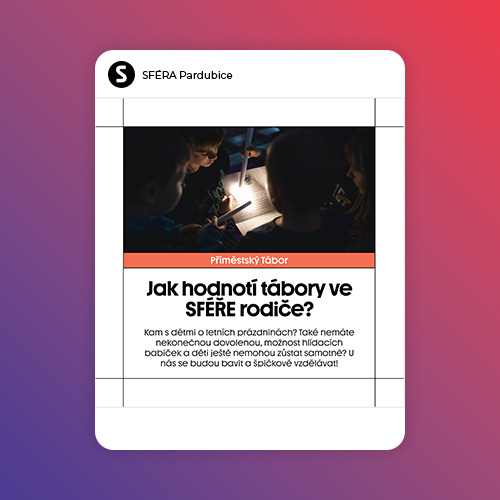 S SFÉRA Pardubice
Příměstský Tábor
Jak hodnotí tábory ve
SFÉŘE rodiče?
Kam s dětmi o letních prázdninách? Také nemáte
nekonečnou dovolenou, možnost hlídacích
babiček a děti ještě nemohou zůstat samotné? U
nás se budou bavit a špičkově vzdělávat!